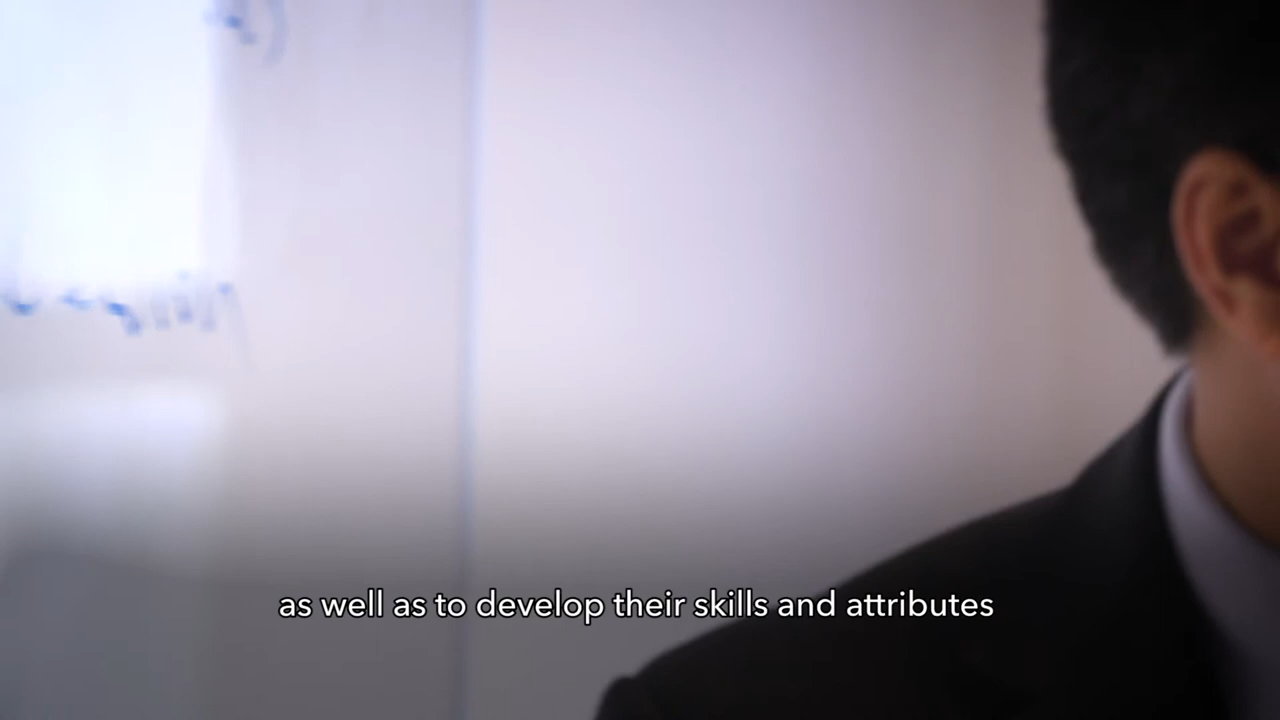 as well as to develop their skills and attributes